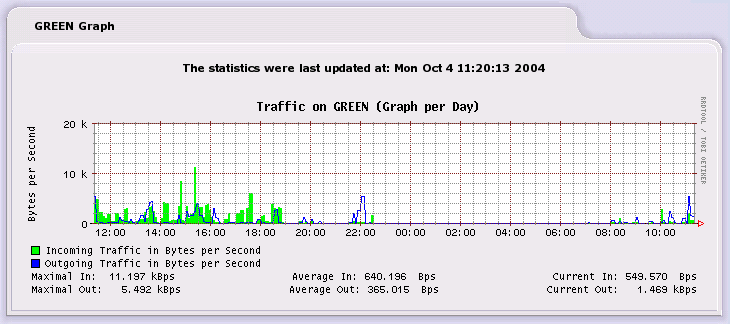 GREEN Graph
The statistics were last updated at: Mon Oct 4 11:20:13 2004
Traffic on GREEN (Graph per Day)
RRDTOOL / TOBI OETIKER
Bytes per Second
20 k
10 k
0
12:00 14:00 16:00 18:00 20:00 22:00 00:00 02:00 04:00 06:00 08:00 10:00
Incoming Traffic in Bytes per Second
Outgoing Traffic in Bytes per Second
Maximal In: 11.197 kBps Average In: 640.196 Bps Current In: 549.570 Bps
Maximal Out: 5.492 kBps Average Out: 365.015 Bps Current Out: 1.469 kBps